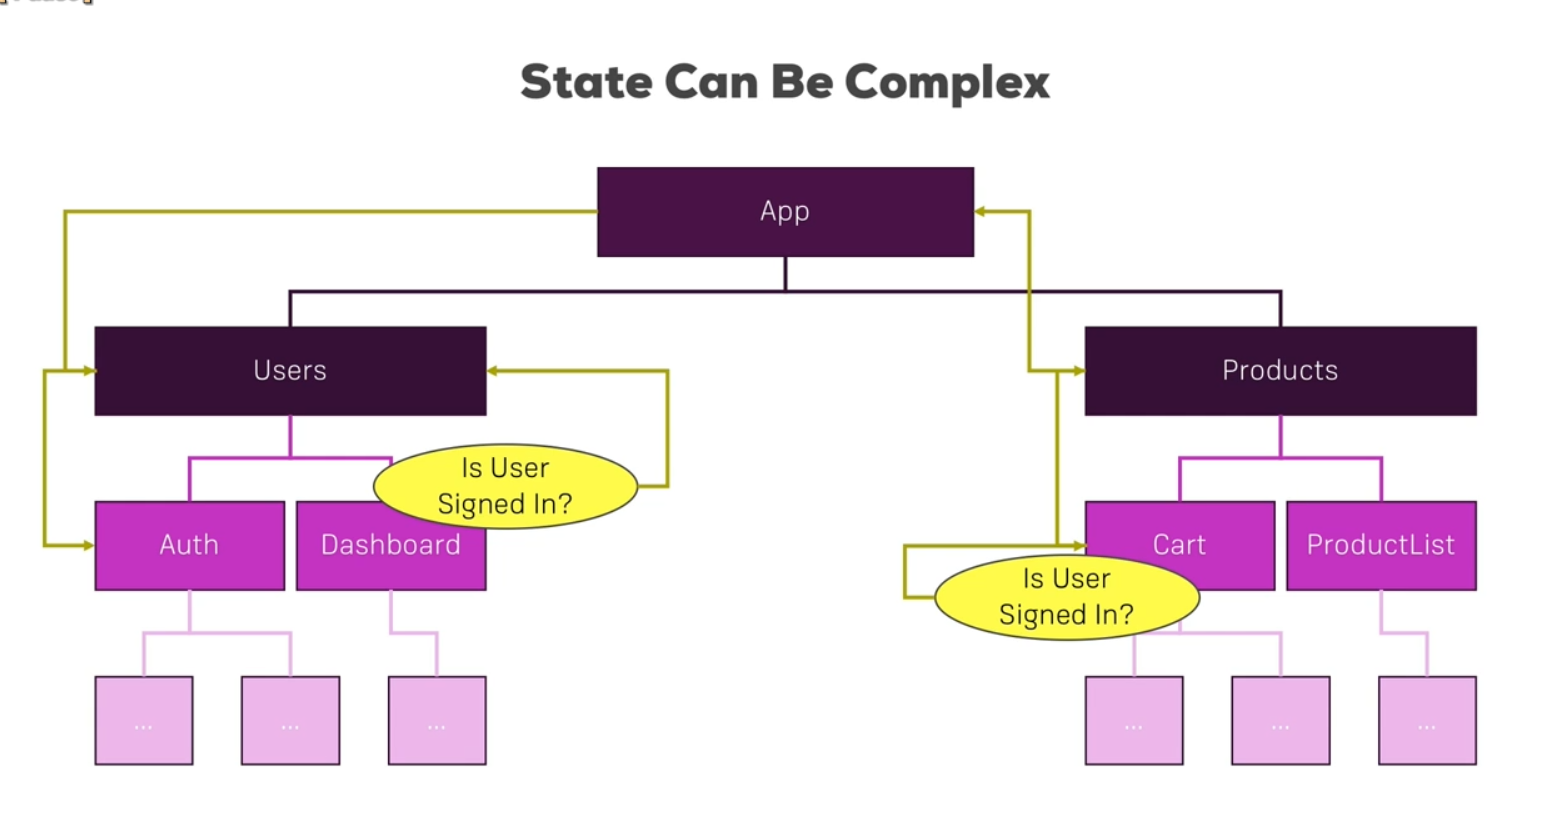 State Can Be Complex
App
Users
Products
Is User
Signed In?
Auth
Dashboard
Cart
ProductList
Is User
Signed In?
...
...
...
...
...
...